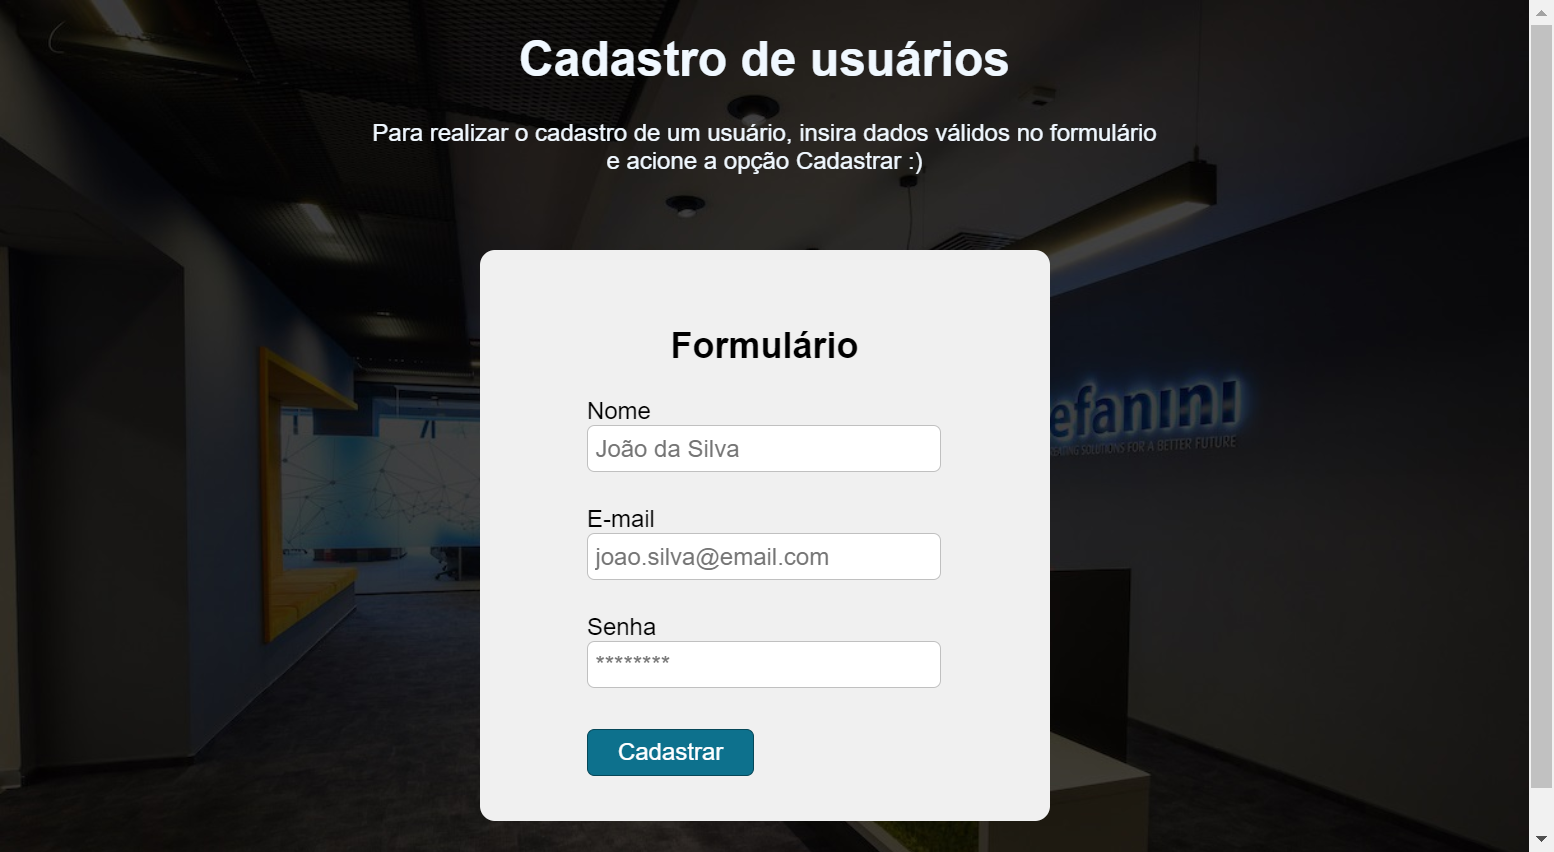 Cadastro de usuários
Para realizar o cadastro de um usuário, insira dados válidos no formulário
e acione a opção Cadastrar :)
Formulário
Nome
João da Silva
efanini
EATING SOLUTIONS FOR A BETTER FUTURE
E-mail
joao.silva@email.com
Senha
********
Cadastrar